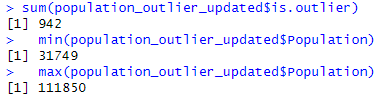 > sum(population_outlier_updated$is.outlier)
[1] 942
>   min(population_outlier_updated$Population)
[1] 31749
>   max(population_outlier_updated$Population)
[1] 111850